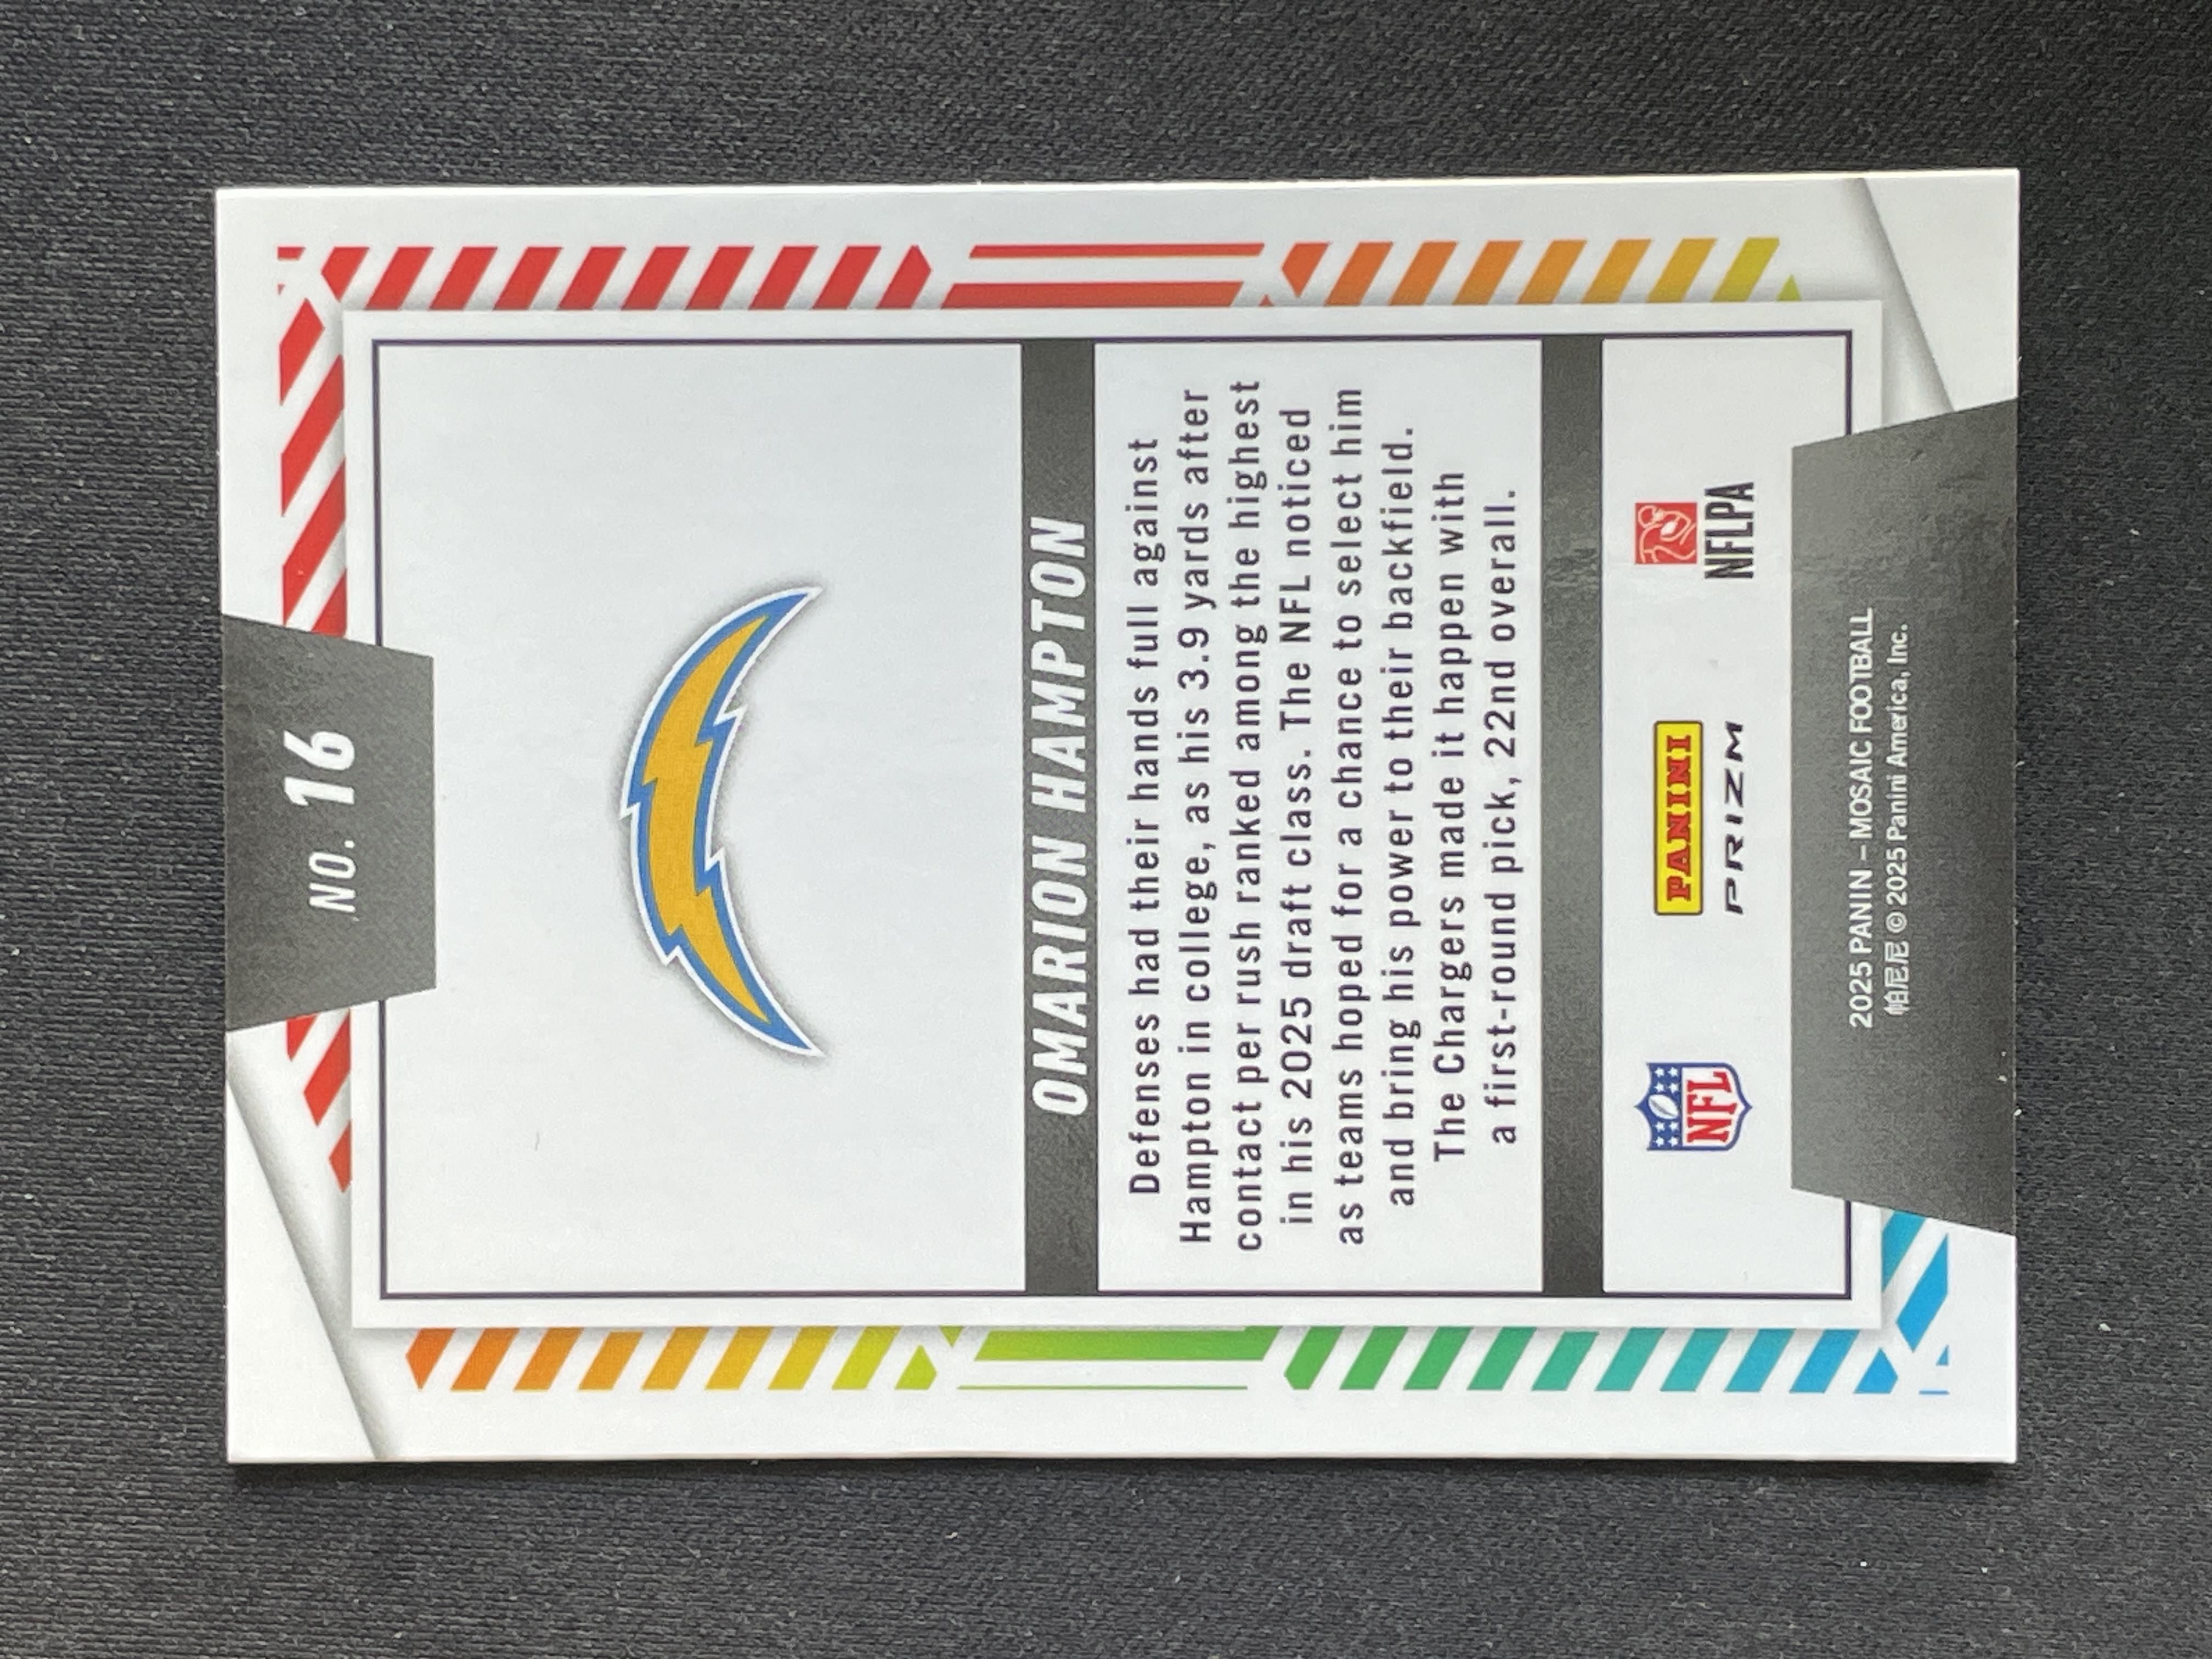 NO. 16
OMARION HAMPTON
Defenses had their hands full against
Hampton in college, as his 3.9 yards after
contact per rush ranked among the highest
in his 2025 draft class. The NFL noticed
as teams hoped for a chance to select him
and bring his power to their backfield.
The Chargers made it happen with
a first-round pick, 22nd overall.
NFL
PANINI
PRIZM
NFLPA
2025 PANINI – MOSAIC FOOTBALL
帕尼尼 © 2025 Panini America, Inc.